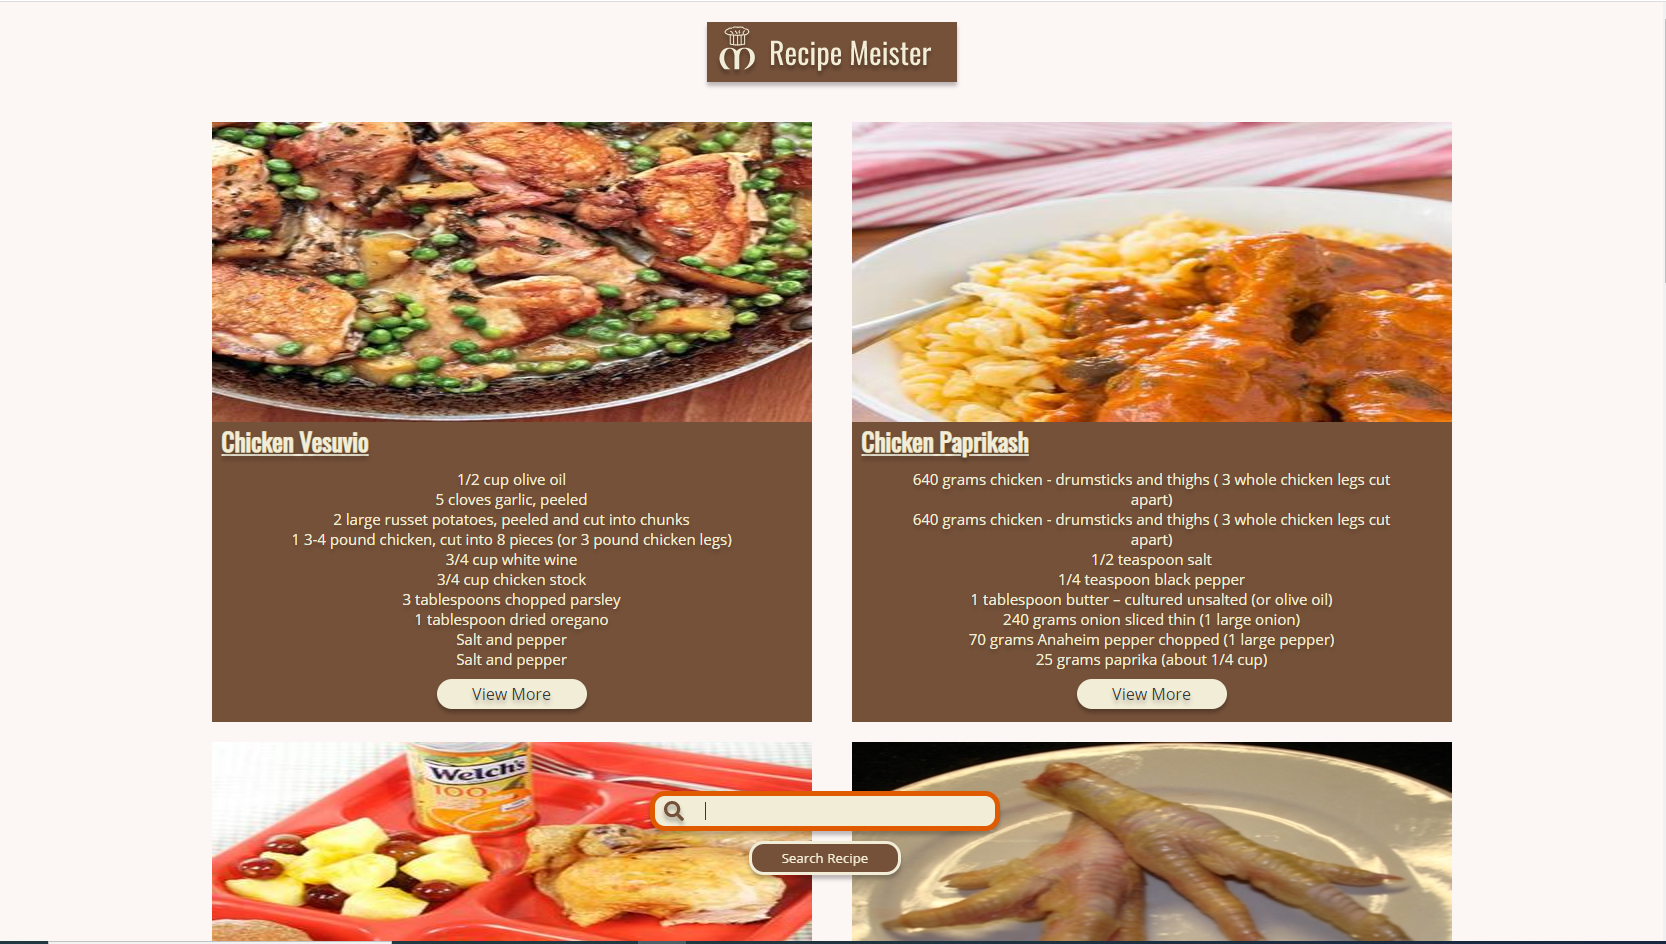 Recipe Meister
Chicken Vesuvio
1/2 cup olive oil
5 cloves garlic, peeled
2 large russet potatoes, peeled and cut into chunks
1 3-4 pound chicken, cut into 8 pieces (or 3 pound chicken legs)
3/4 cup white wine
3/4 cup chicken stock
3 tablespoons chopped parsley
1 tablespoon dried oregano
Salt and pepper
Salt and pepper
View More
Chicken Paprikash
640 grams chicken - drumsticks and thighs ( 3 whole chicken legs cut
apart)
640 grams chicken - drumsticks and thighs ( 3 whole chicken legs cut
apart)
1/2 teaspoon salt
1/4 teaspoon black pepper
1 tablespoon butter – cultured unsalted (or olive oil)
240 grams onion sliced thin (1 large onion)
70 grams Anaheim pepper chopped (1 large pepper)
25 grams paprika (about 1/4 cup)
View More
Welch's
100
Search Recipe